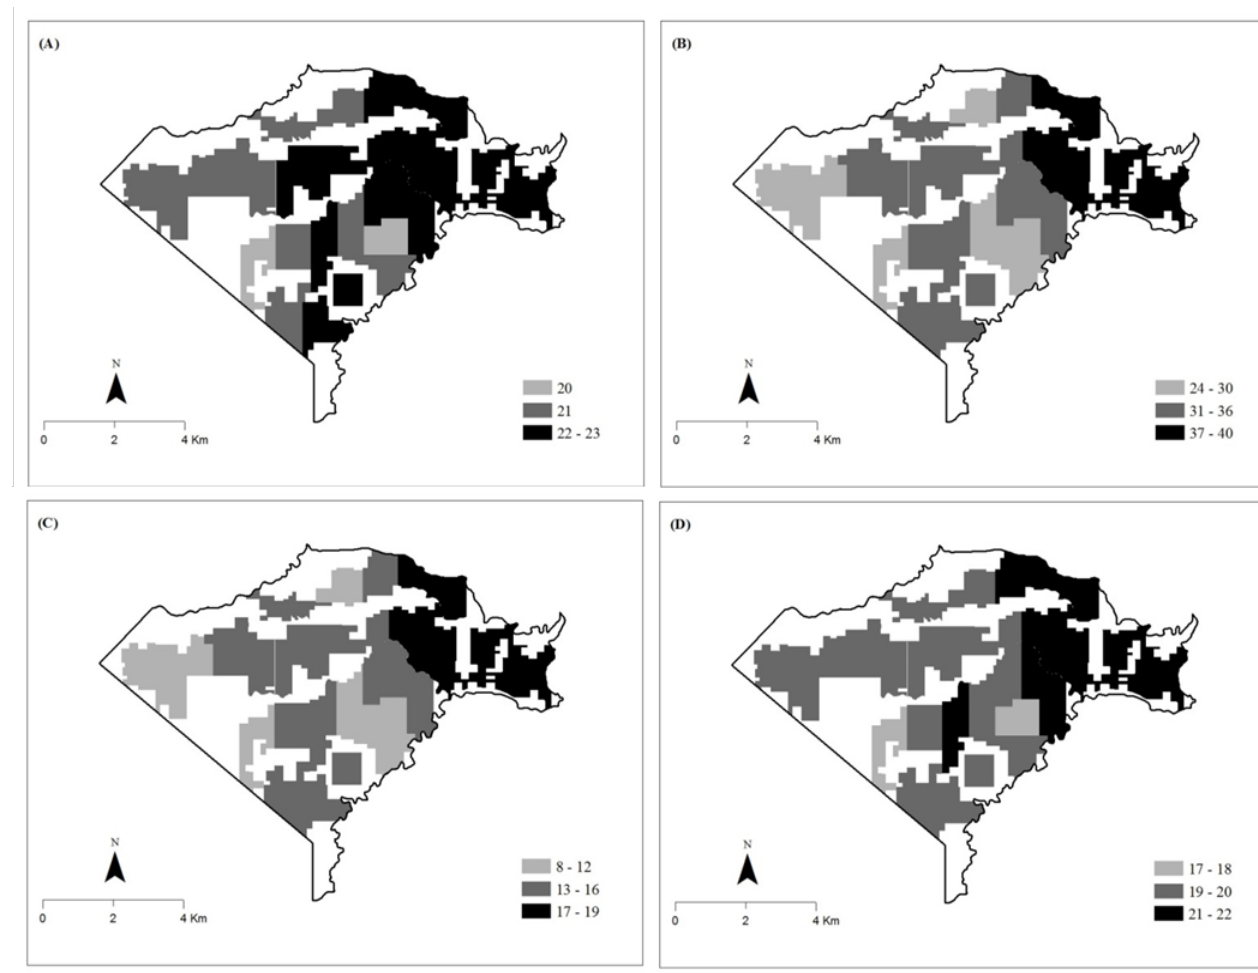 (A)
N
0 2 4 Km
20
21
22 - 23
(B)
N
0 2 4 Km
24 - 30
31 - 36
37 - 40
(C)
N
0 2 4 Km
8 - 12
13 - 16
17 - 19
(D)
N
0 2 4 Km
17 - 18
19 - 20
21 - 22